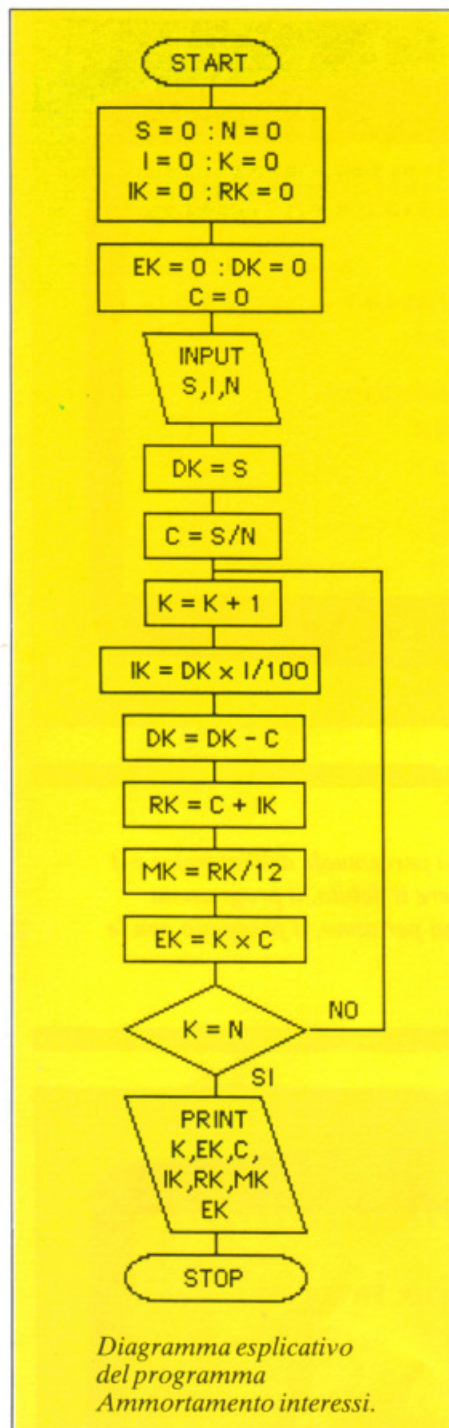 START
S = 0 : N = 0
I = 0 : K = 0
IK = 0 : RK = 0
EK = 0 : DK = 0
C = 0
INPUT
S,I,N
DK = S
C = S/N
K = K + 1
IK = DK x I/100
DK = DK - C
RK = C + IK
MK = RK/12
EK = K x C
K = N
NO
SI
PRINT
K,EK,C,
IK,RK,MK
EK
STOP
Diagramma esplicativo
del programma
Ammortamento interessi.